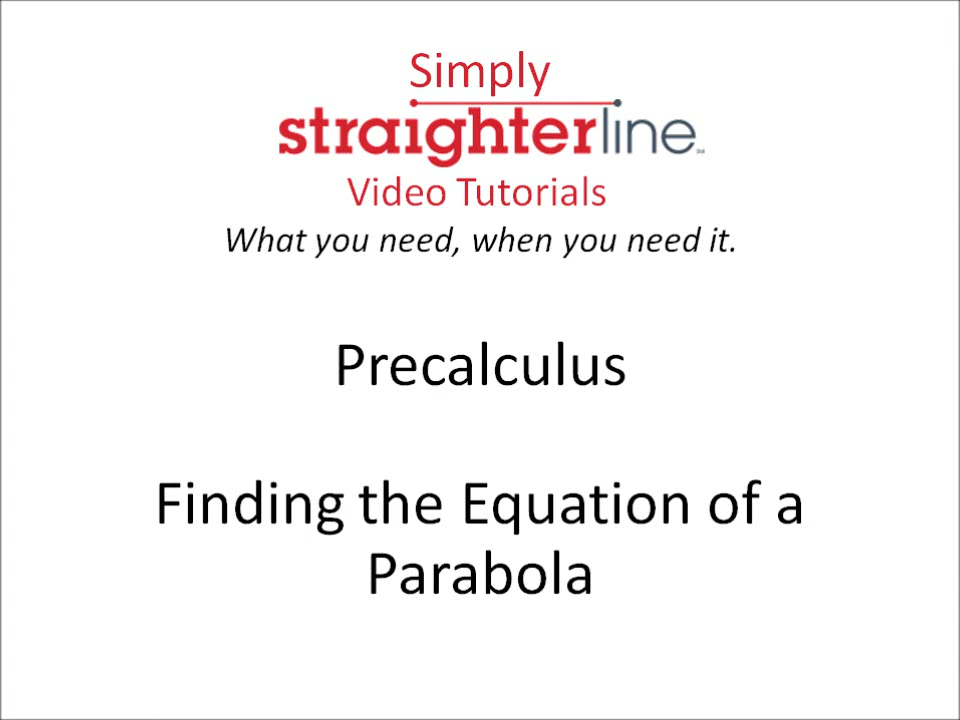 Simply
straighterline
Video Tutorials
What you need, when you need it.
Precalculus
Finding the Equation of a
Parabola